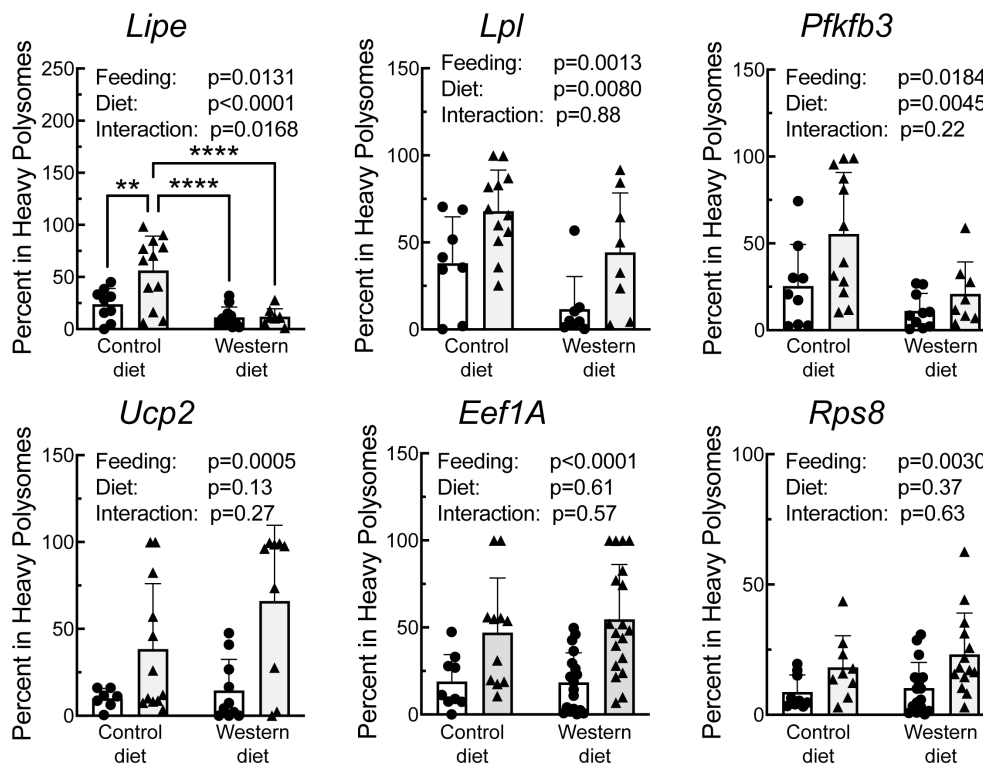 Lipe
Percent in Heavy Polysomes
250
200
150
100
50
0
Feeding: p=0.0131
Diet: p<0.0001
Interaction: p=0.0168
****
** ****
Control diet
Western diet
Lpl
Percent in Heavy Polysomes
150
100
50
0
Feeding: p=0.0013
Diet: p=0.0080
Interaction: p=0.88
Control diet
Western diet
Pfkfb3
Percent in Heavy Polysomes
150
100
50
0
Feeding: p=0.0184
Diet: p=0.0045
Interaction: p=0.22
Control diet
Western diet
Ucp2
Percent in Heavy Polysomes
150
100
50
0
Feeding: p=0.0005
Diet: p=0.13
Interaction: p=0.27
Control diet
Western diet
Eef1A
Percent in Heavy Polysomes
150
100
50
0
Feeding: p<0.0001
Diet: p=0.61
Interaction: p=0.57
Control diet
Western diet
Rps8
Percent in Heavy Polysomes
100
50
0
Feeding: p=0.0030
Diet: p=0.37
Interaction: p=0.63
Control diet
Western diet